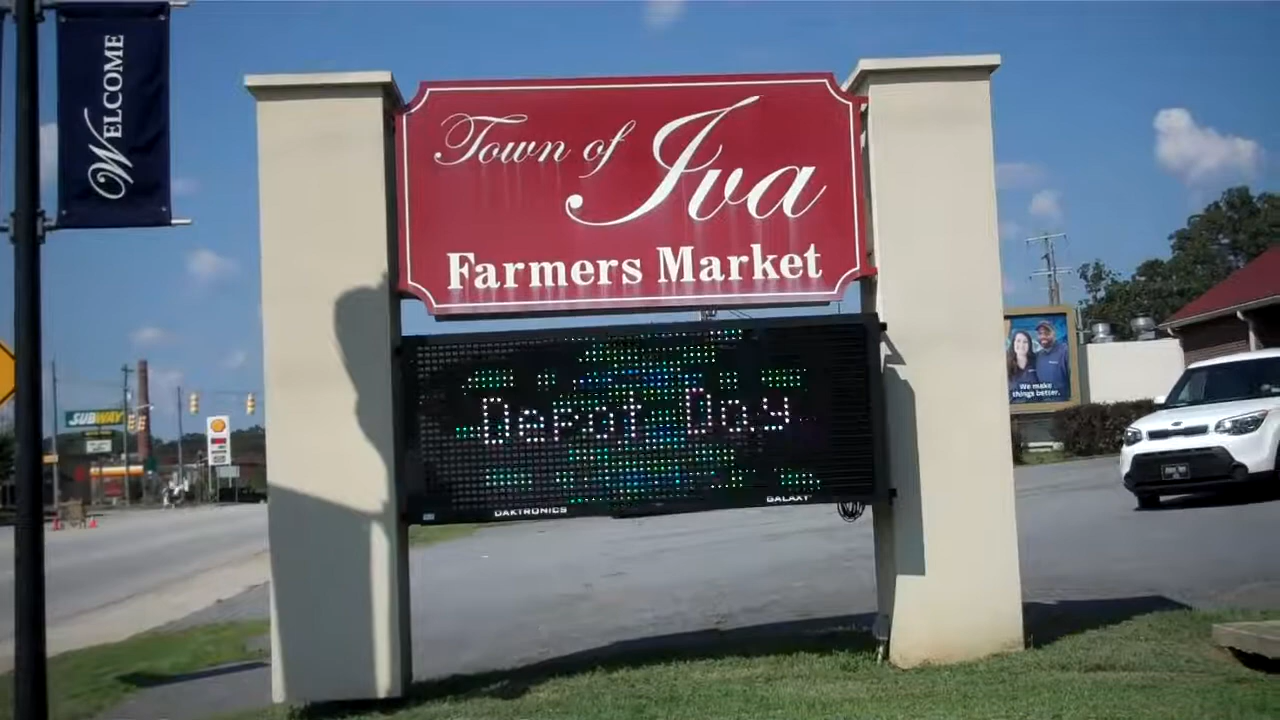 WELCOME
Town of Iva
Farmers Market
Depot Day
DAKTRONICS
GALAXY
SUBWAY
We make
things better.